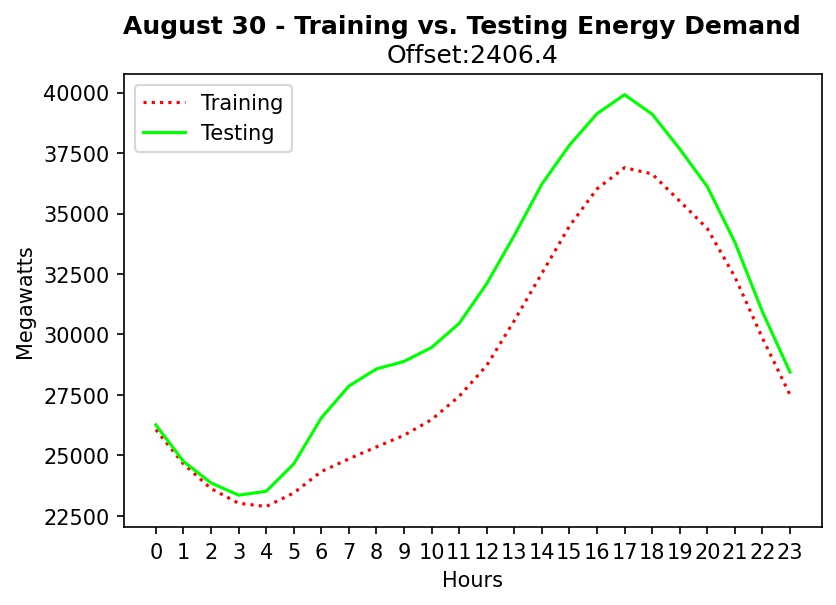 August 30 - Training vs. Testing Energy Demand
Offset:2406.4
Training
Testing
40000
37500
35000
32500
30000
27500
25000
22500
Megawatts
0 1 2 3 4 5 6 7 8 9 10 11 12 13 14 15 16 17 18 19 20 21 22 23
Hours